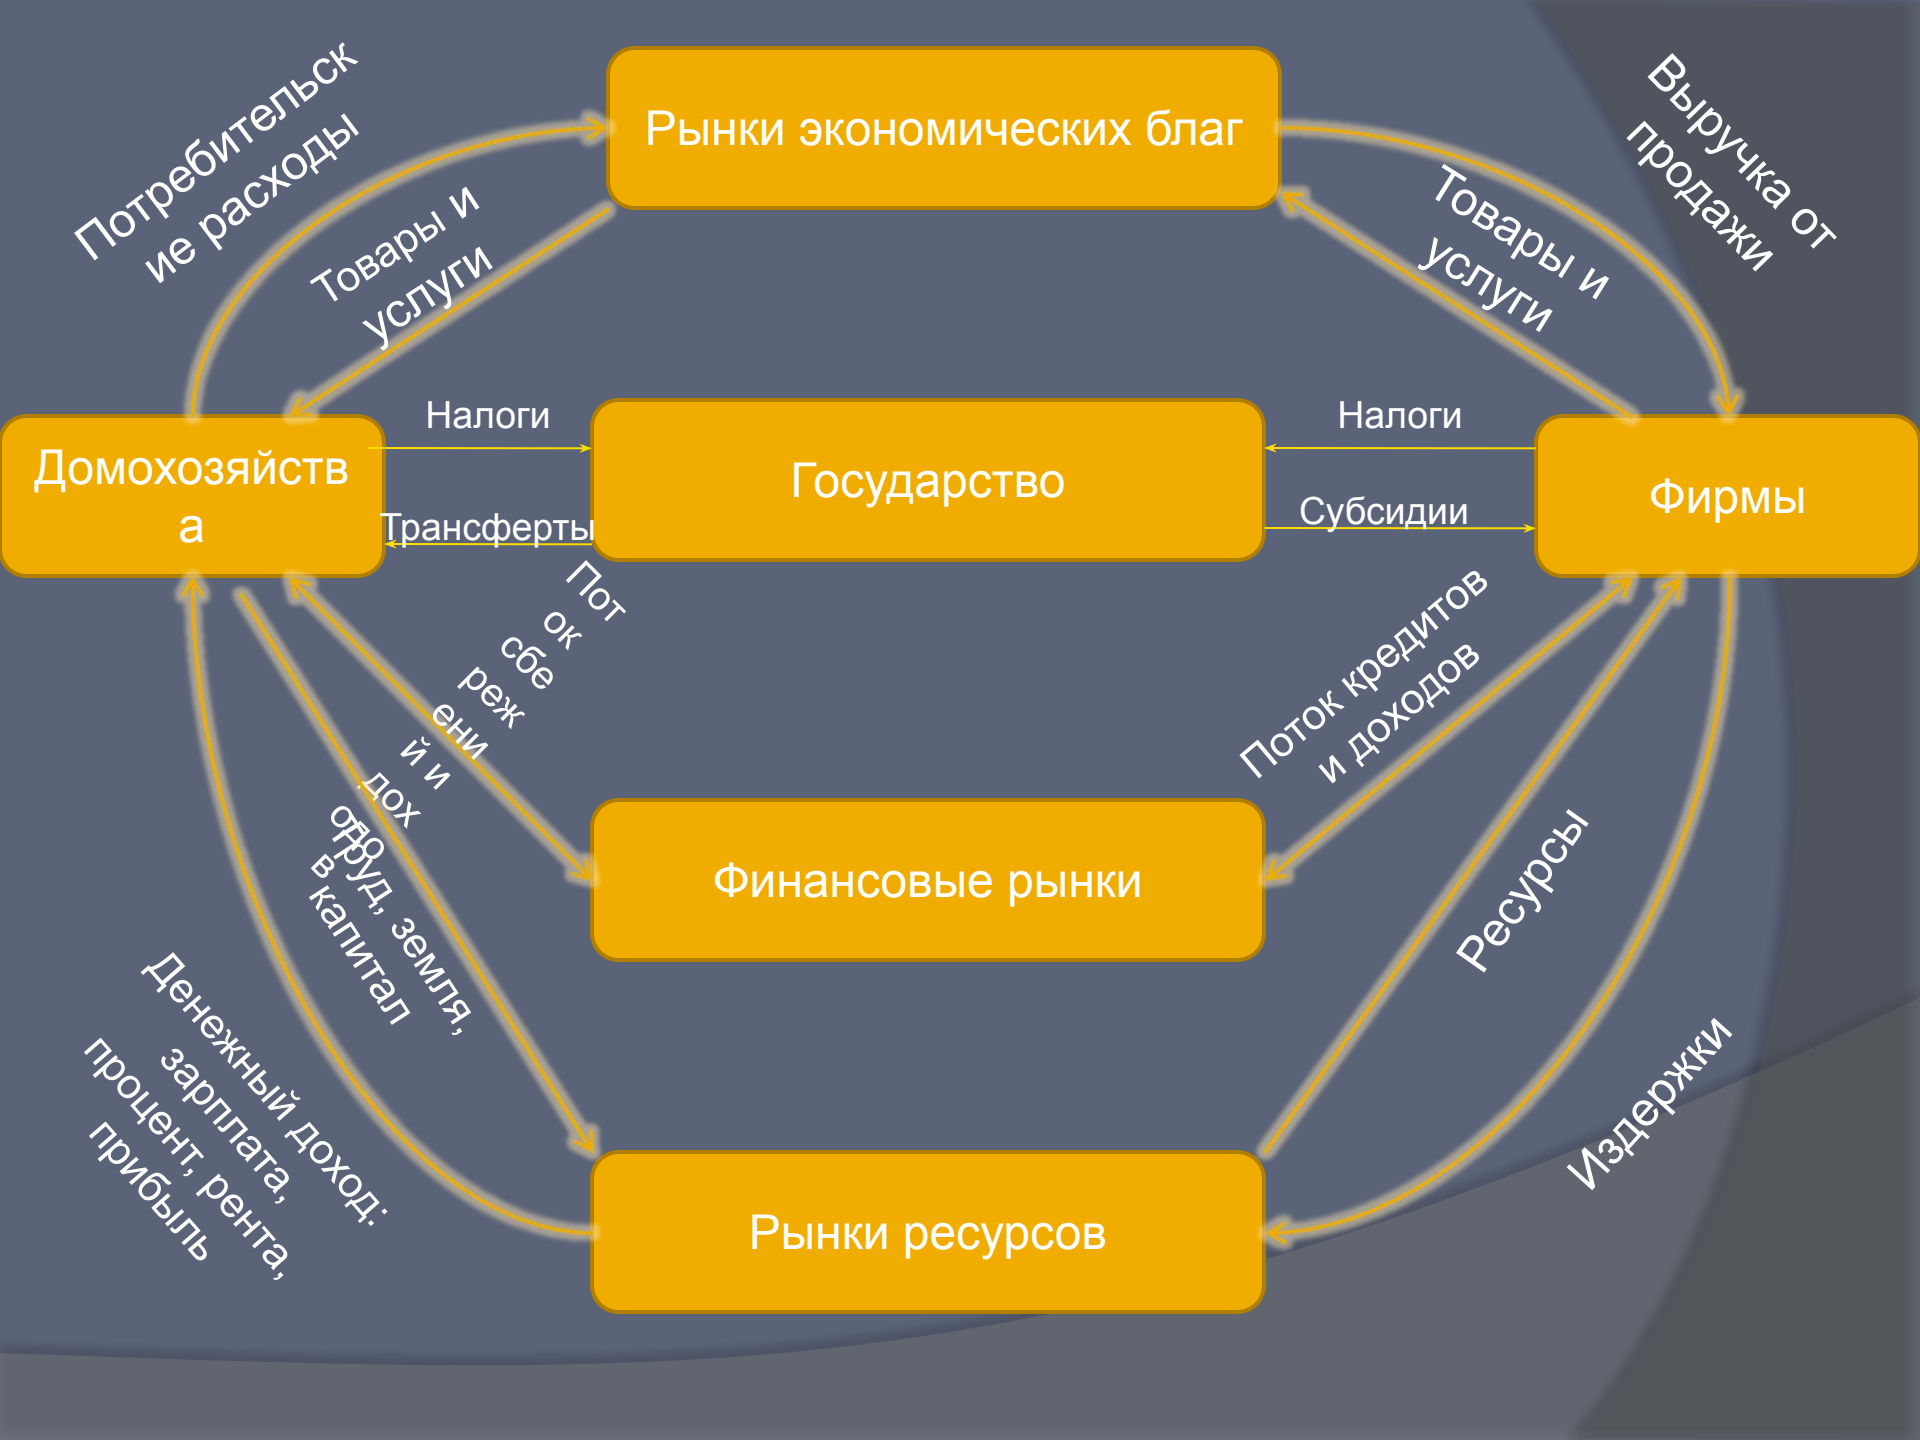 Потребительск
ие расходы
Товары и
услуги
Рынки экономических благ
Товары и
услуги
Выручка от
продажи
Домохозяйств
а
Налоги
Трансферты
Государство
Налоги
Субсидии
Фирмы
Пот
ок
сбе
реж
ени
й и
дох
одо
в
Поток кредитов
и доходов
Финансовые рынки
Труд, земля,
капитал
Ресурсы
Денежный доход:
зарплата,
процент, рента,
прибыль
Рынки ресурсов
Издержки